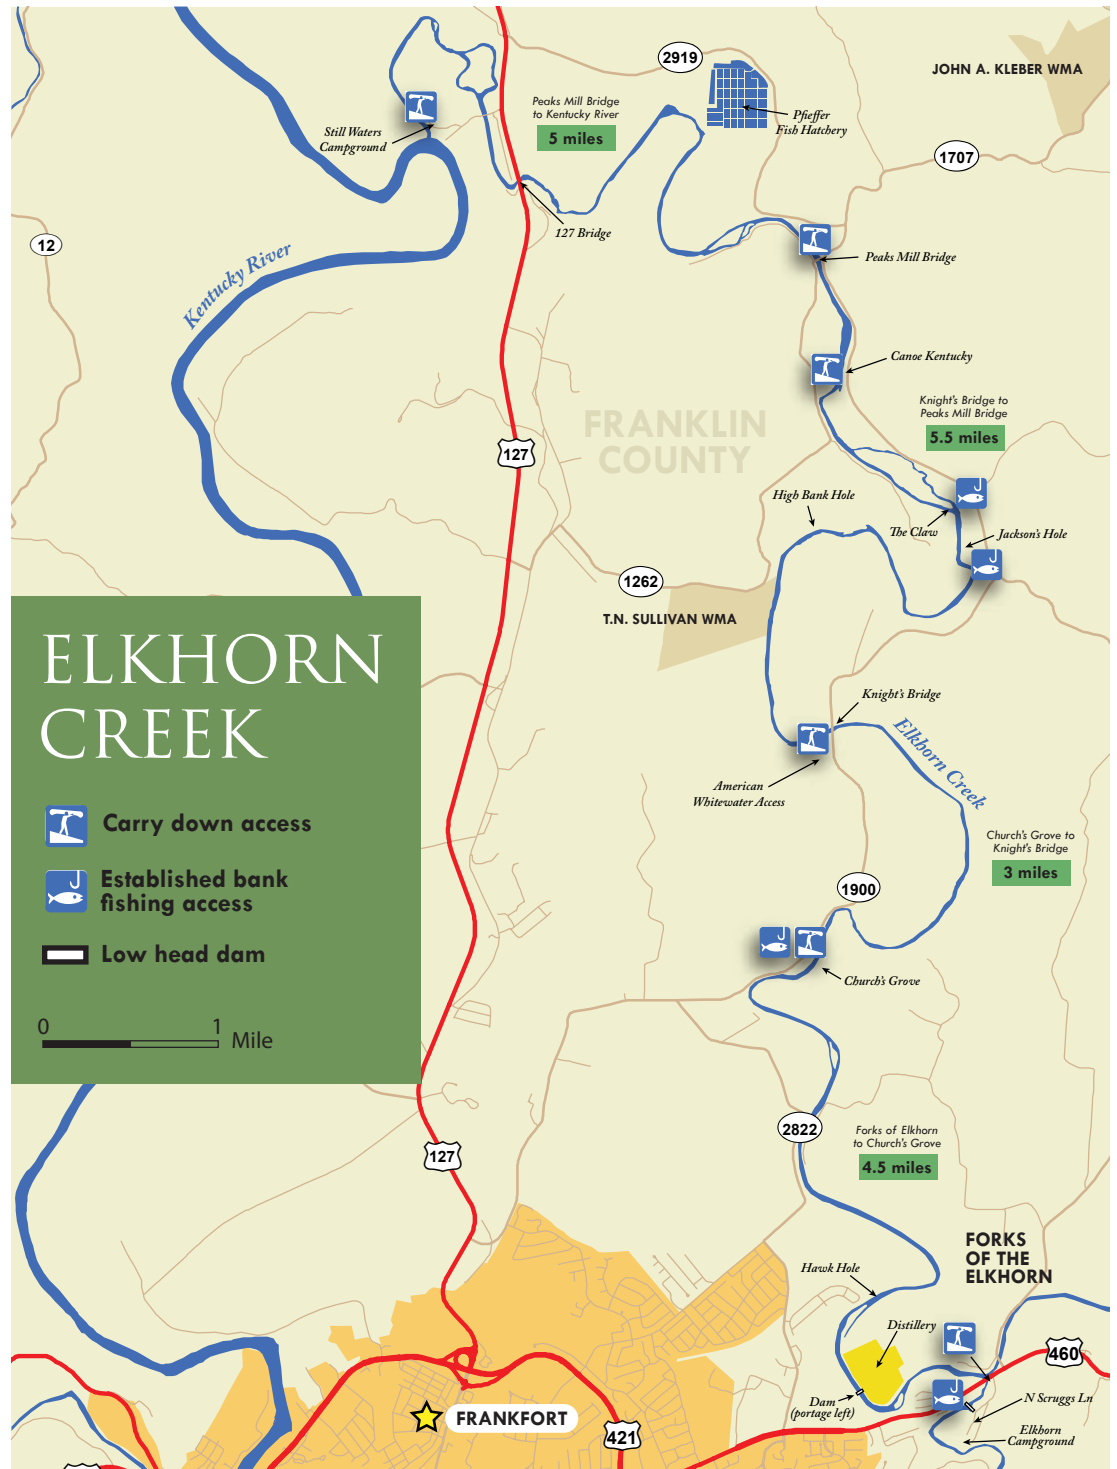 2919
JOHN A. KLEBER WMA
Peaks Mill Bridge
to Kentucky River
5 miles
Pfieffer
Fish Hatchery
Still Waters
Campground
1707
12
127 Bridge
Peaks Mill Bridge
Kentucky River
Canoe Kentucky
Knight's Bridge to
Peaks Mill Bridge
5.5 miles
FRANKLIN
COUNTY
127
High Bank Hole
The Claw
Jackson's Hole
1262
T.N. SULLIVAN WMA
ELKHORN
CREEK
Knight's Bridge
Elkhorn Creek
American
Whitewater Access
Carry down access
Established bank
fishing access
Low head dam
0 1 Mile
Church's Grove to
Knight's Bridge
3 miles
1900
Church's Grove
2822
Forks of Elkhorn
to Church's Grove
4.5 miles
127
FORKS
OF THE
ELKHORN
Hawk Hole
Distillery
460
Dam
(portage left)
N Scruggs Ln
Elkhorn
Campground
FRANKFORT
421